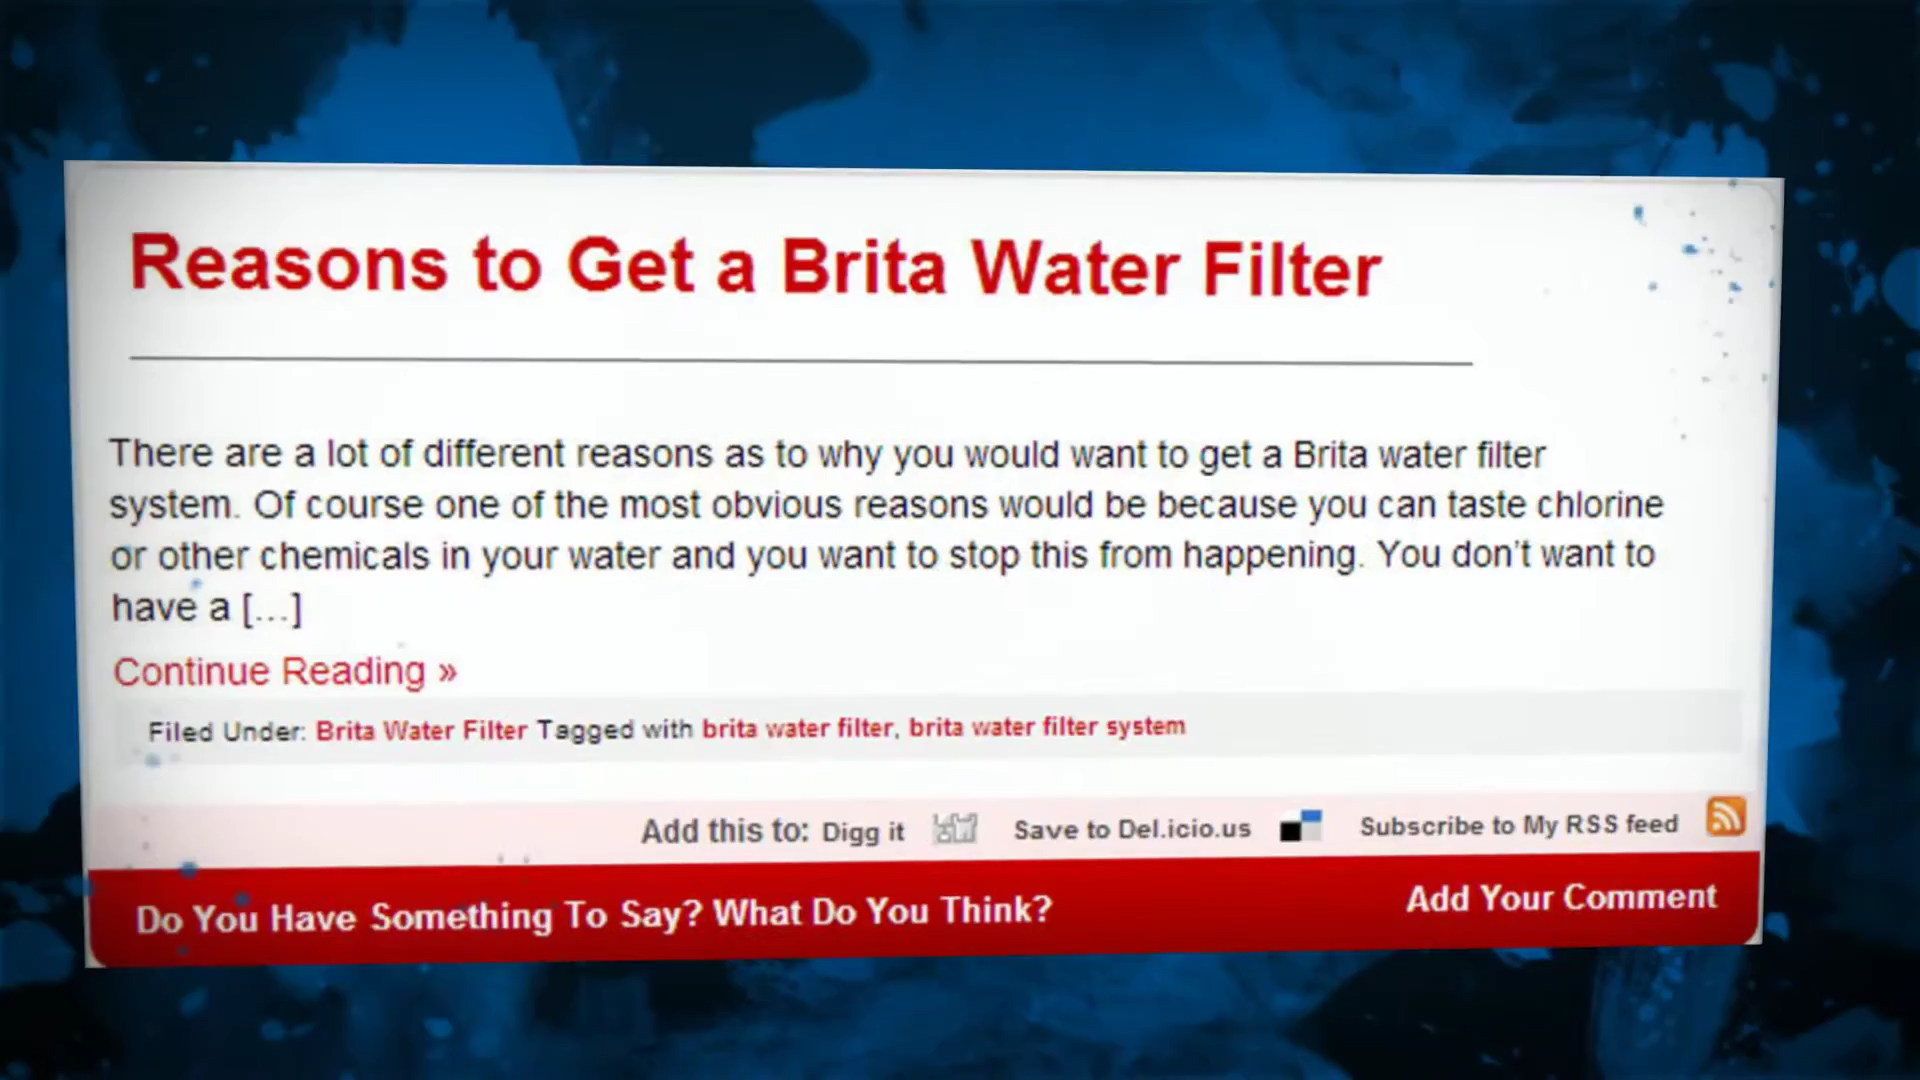 Reasons to Get a Brita Water Filter
There are a lot of different reasons as to why you would want to get a Brita water filter
system. Of course one of the most obvious reasons would be because you can taste chlorine
or other chemicals in your water and you want to stop this from happening. You don't want to
have a [...]
Continue Reading »
Filed Under: Brita Water Filter Tagged with brita water filter, brita water filter system
Add this to: Digg it Save to Del.icio.us Subscribe to My RSS feed
Do You Have Something To Say? What Do You Think? Add Your Comment